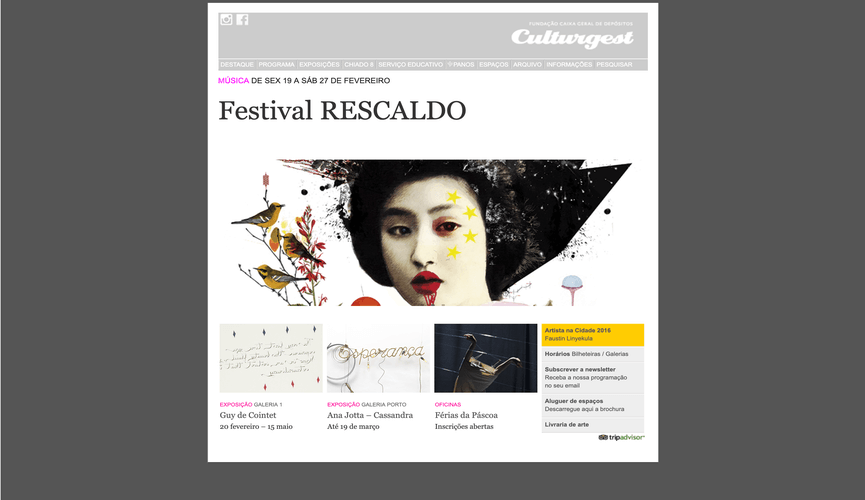 FUNDAÇÃO CAIXA GERAL DE DEPÓSITOS
Culturgest
DESTAQUE PROGRAMA EXPOSIÇÕES CHIADO 8 SERVIÇO EDUCATIVO PANOS ESPAÇOS ARQUIVO INFORMAÇÕES PESQUISAR
MÚSICA DE SEX 19 A SÁB 27 DE FEVEREIRO
Festival RESCALDO
Esperança
EXPOSIÇÃO GALERIA 1
Guy de Cointet
20 fevereiro – 15 maio
EXPOSIÇÃO GALERIA PORTO
Ana Jotta – Cassandra
Até 19 de março
OFICINAS
Férias da Páscoa
Inscrições abertas
Artista na Cidade 2016
Faustin Linyekula
Horários Bilheteiras / Galerias
Subscrever a newsletter
Receba a nossa programação
no seu email
Aluguer de espaços
Descarregue aqui a brochura
Livraria de arte
tripadvisor